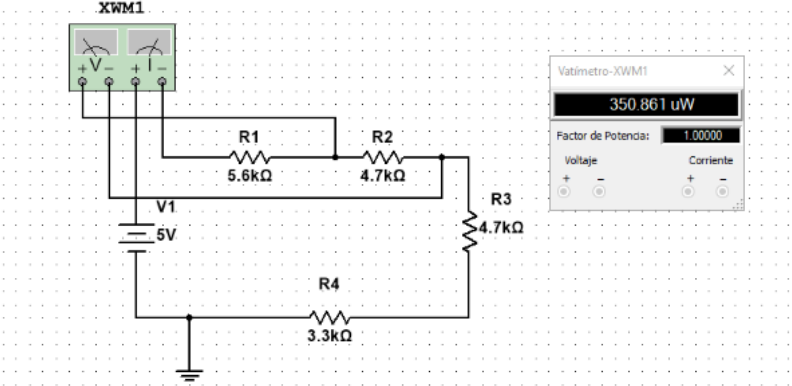 XWM1
+ V - + I -
R1
5.6kΩ
R2
4.7kΩ
R3
4.7kΩ
V1
5V
R4
3.3kΩ
Vatímetro-XWM1
350.861 uW
Factor de Potencia: 1.00000
Voltaje Corriente
+ - + -